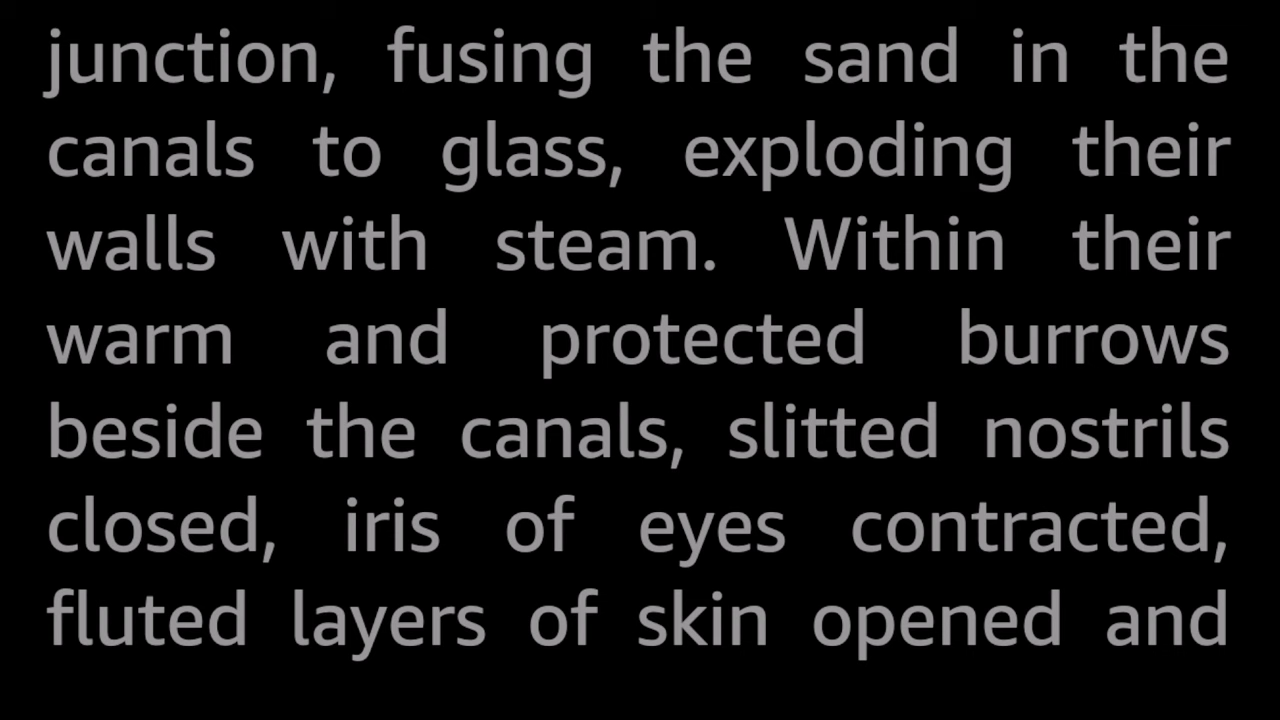 junction, fusing the sand in the
canals to glass, exploding their
walls with steam. Within their
warm and protected burrows
beside the canals, slitted nostrils
closed, iris of eyes contracted,
fluted layers of skin opened and